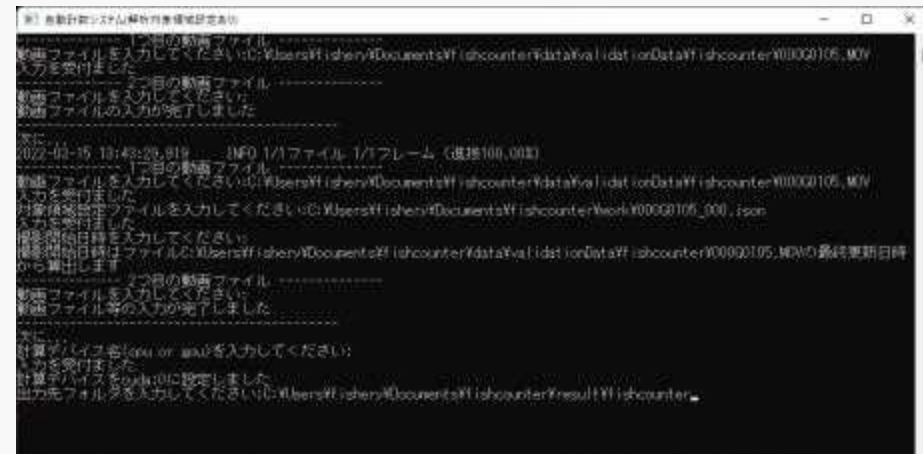 自動計数システム(解析対象領域設定あり)
--------------- 1つ目の動画ファイル ---------------
動画ファイルを入力してください:C:¥Users¥fishery¥Documents¥fishcounter¥data¥validationData¥fishcounter¥000G0105.MOV
入力を受付ました
--------------- 2つ目の動画ファイル ---------------
動画ファイルを入力してください:
動画ファイルの入力が完了しました
---------------------------------------------
次に...
2022-03-15 13:43:29,819 INFO 1/1ファイル 1/1フレーム (進捗100.00%)
--------------- 1つ目の動画ファイル ---------------
動画ファイルを入力してください:C:¥Users¥fishery¥Documents¥fishcounter¥data¥validationData¥fishcounter¥000G0105.MOV
入力を受付ました
対象領域設定ファイルを入力してください:C:¥Users¥fishery¥Documents¥fishcounter¥work¥000G0105_000.json
入力を受付ました
撮影開始日時を入力してください:
撮影開始日時はファイルC:¥Users¥fishery¥Documents¥fishcounter¥data¥validationData¥fishcounter¥000G0105.MOVの最終更新日時
から算出します
--------------- 2つ目の動画ファイル ---------------
動画ファイルを入力してください:
動画ファイル等の入力が完了しました
---------------------------------------------
次に...
計算デバイス名(cpu or gpu)を入力してください:
入力を受付ました
計算デバイスをcuda:0に設定しました
出力先フォルダを入力してください:C:¥Users¥fishery¥Documents¥fishcounter¥result¥fishcounter